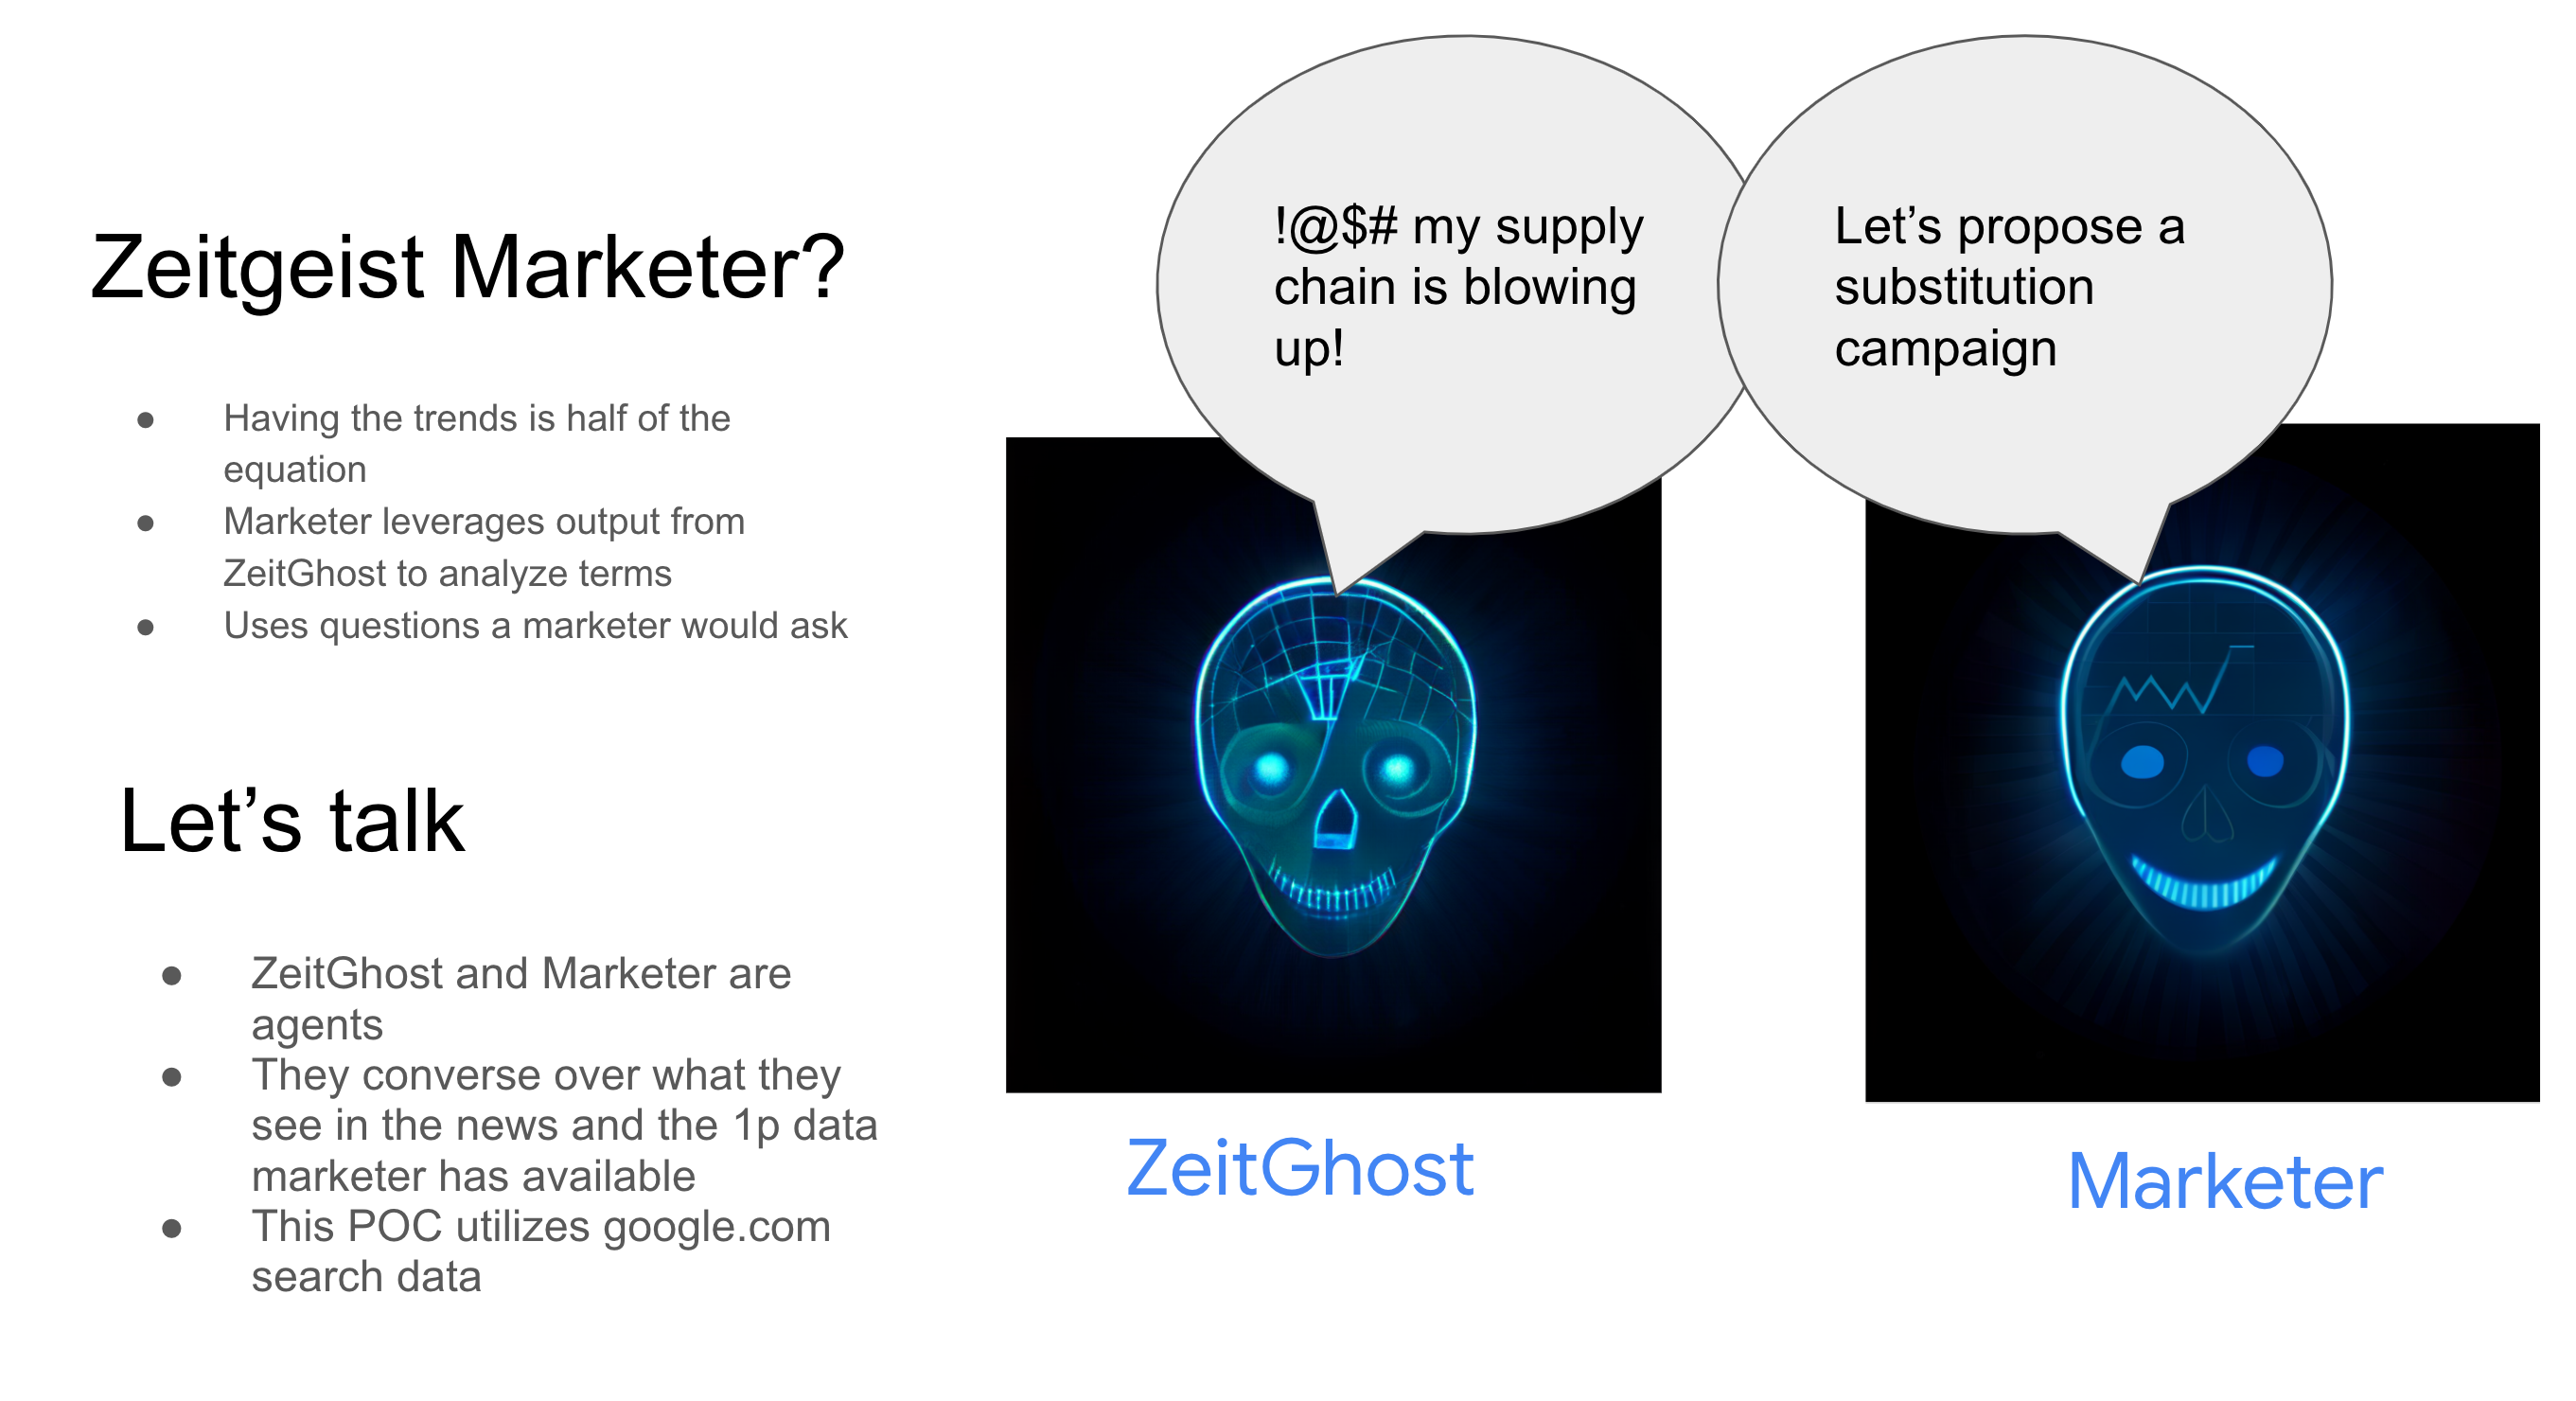 Zeitgeist Marketer?
● Having the trends is half of the
equation
● Marketer leverages output from
ZeitGhost to analyze terms
● Uses questions a marketer would ask
Let’s talk
● ZeitGhost and Marketer are
agents
● They converse over what they
see in the news and the 1p data
marketer has available
● This POC utilizes google.com
search data
!@$# my supply
chain is blowing
up!
Let’s propose a
substitution
campaign
ZeitGhost
Marketer